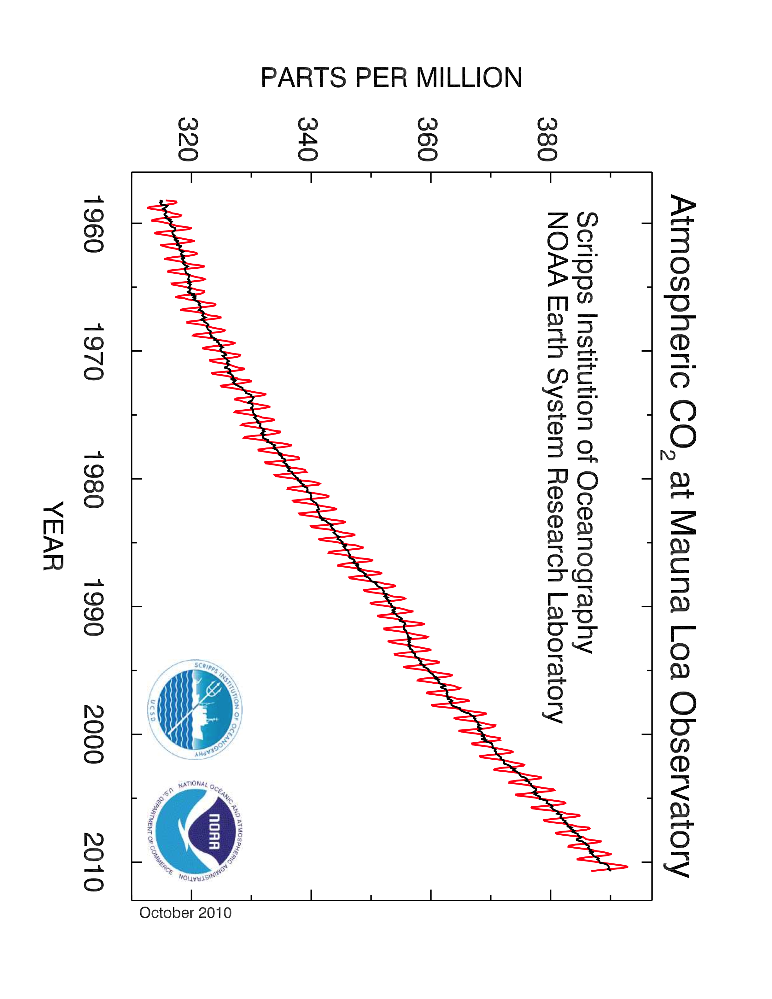 Atmospheric CO2 at Mauna Loa Observatory
Scripps Institution of Oceanography
NOAA Earth System Research Laboratory
PARTS PER MILLION
380
360
340
320
1960
1970
1980
1990
2000
2010
YEAR
SCRIPPS INSTITUTION OF OCEANOGRAPHY
UCSD
NATIONAL OCEANIC AND ATMOSPHERIC ADMINISTRATION
U.S. DEPARTMENT OF COMMERCE
NOAA
October 2010